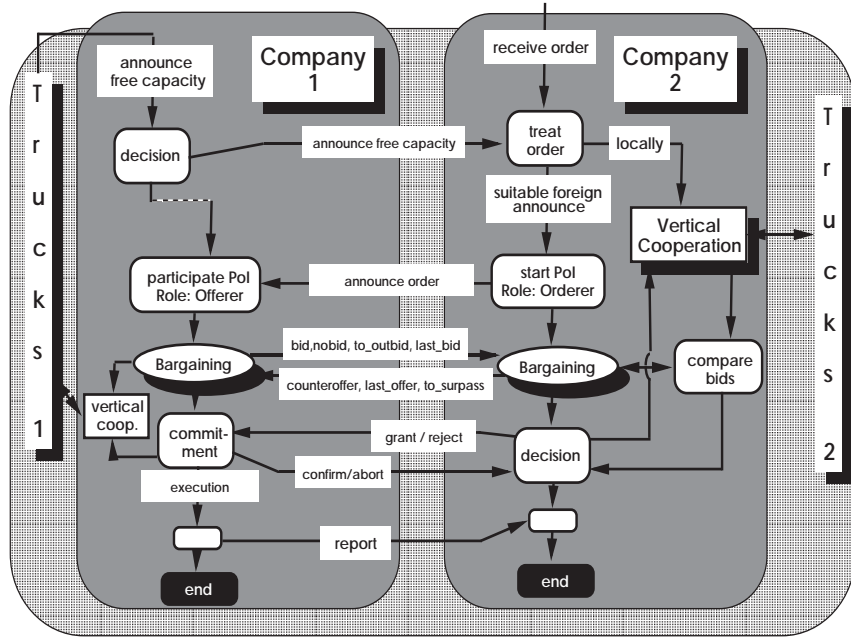 Company
1
Company
2
receive order
announce
free capacity
Trucks 1
Trucks 2
decision
announce free capacity
treat
order
locally
suitable foreign
announce
Vertical
Cooperation
participate PoI
Role: Offerer
announce order
start PoI
Role: Orderer
bid,nobid, to_outbid, last_bid
Bargaining
Bargaining
compare
bids
counteroffer, last_offer, to_surpass
vertical
coop.
commit-
ment
grant / reject
decision
confirm/abort
execution
report
end
end